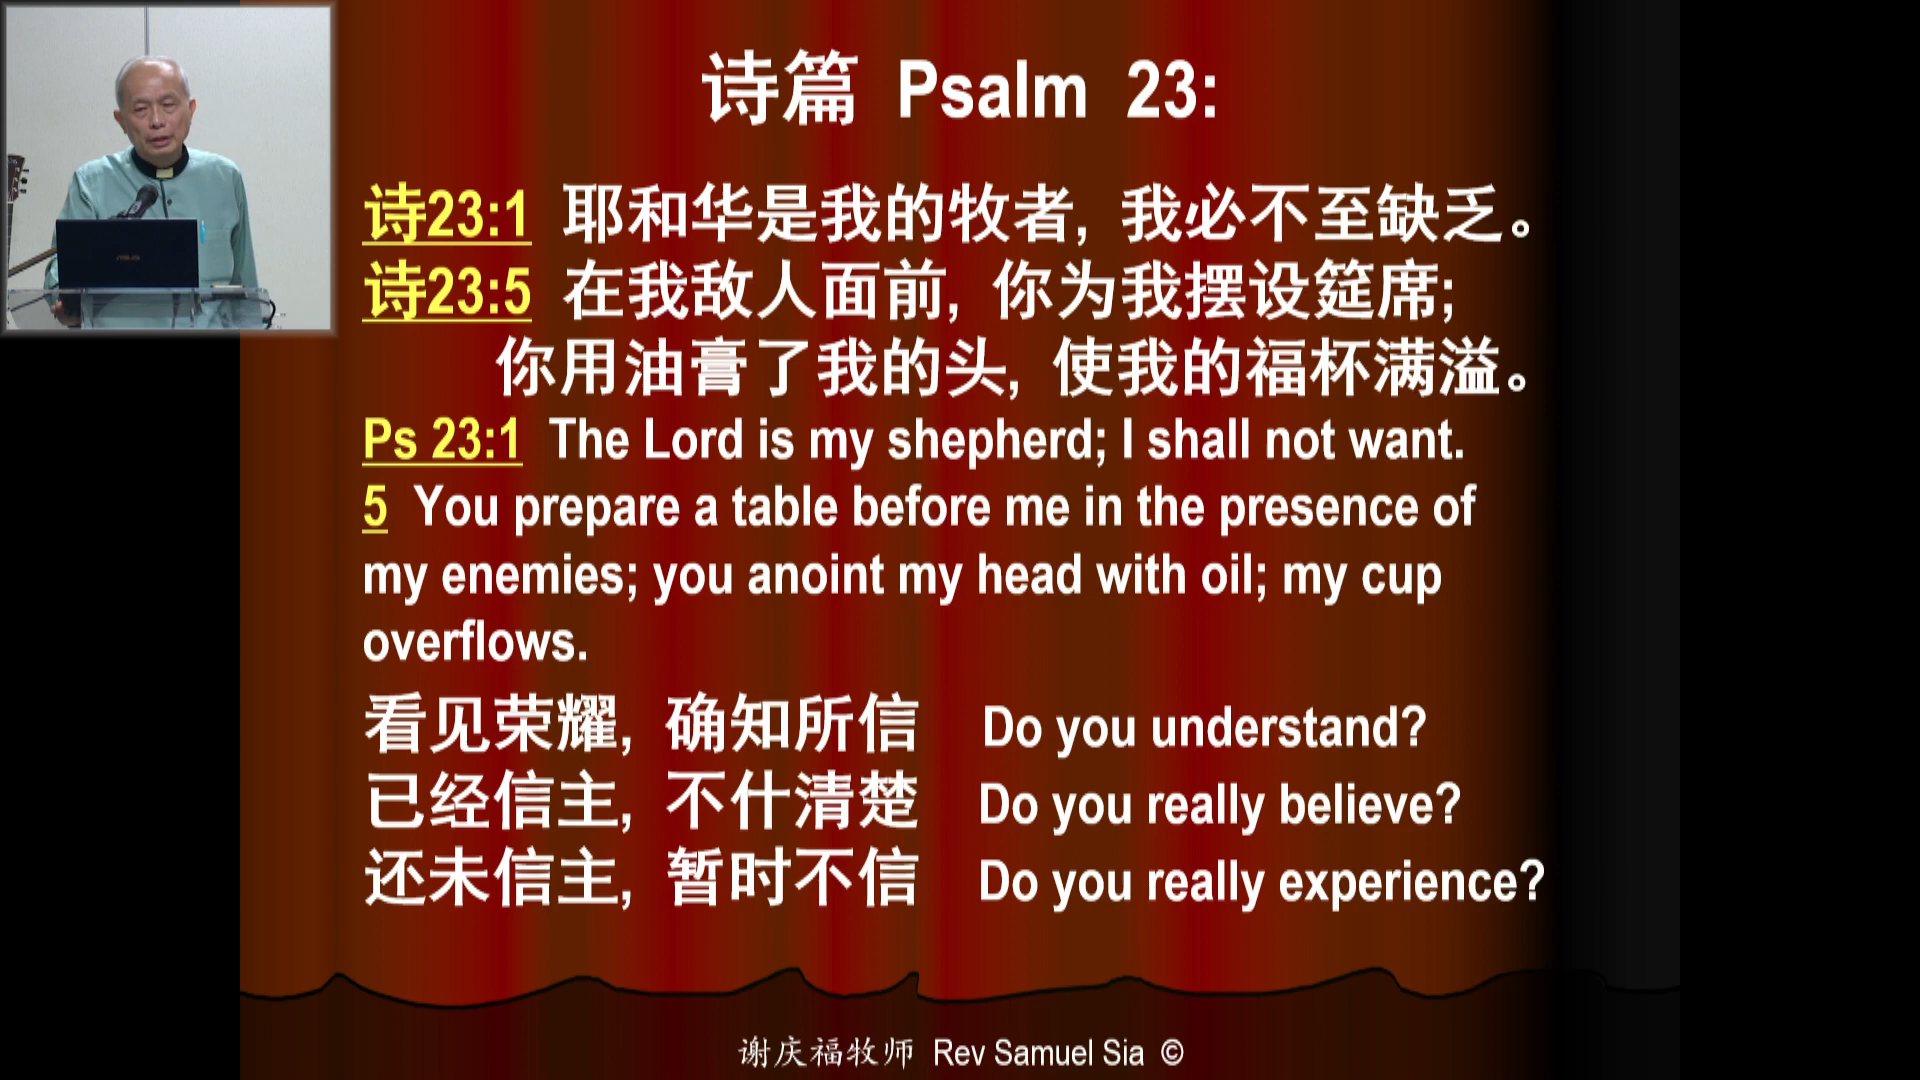 诗篇 Psalm 23:
诗23:1 耶和华是我的牧者, 我必不至缺乏。
诗23:5 在我敌人面前, 你为我摆设筵席;
你用油膏了我的头, 使我的福杯满溢。
Ps 23:1 The Lord is my shepherd; I shall not want.
5 You prepare a table before me in the presence of
my enemies; you anoint my head with oil; my cup
overflows.
看见荣耀, 确知所信 Do you understand?
已经信主, 不什清楚 Do you really believe?
还未信主, 暂时不信 Do you really experience?
谢庆福牧师 Rev Samuel Sia ©
ASUS